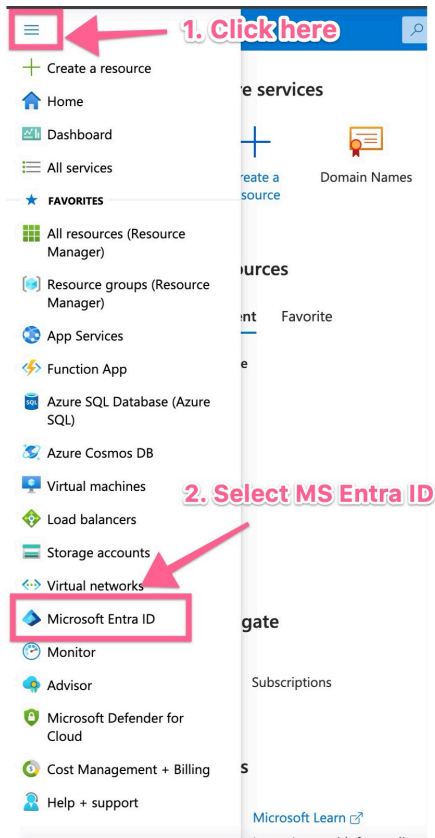 1. Click here
Create a resource
Home
Dashboard
All services
FAVORITES
All resources (Resource
Manager)
Resource groups (Resource
Manager)
App Services
Function App
SQL
Azure SQL Database (Azure
SQL)
Azure Cosmos DB
Virtual machines
Load balancers
Storage accounts
Virtual networks
Microsoft Entra ID
Monitor
Advisor
Microsoft Defender for
Cloud
Cost Management + Billing
Help + support
2. Select MS Entra ID
e services
reate a
source
Domain Names
ources
ent
Favorite
e
gate
Subscriptions
s
Microsoft Learn